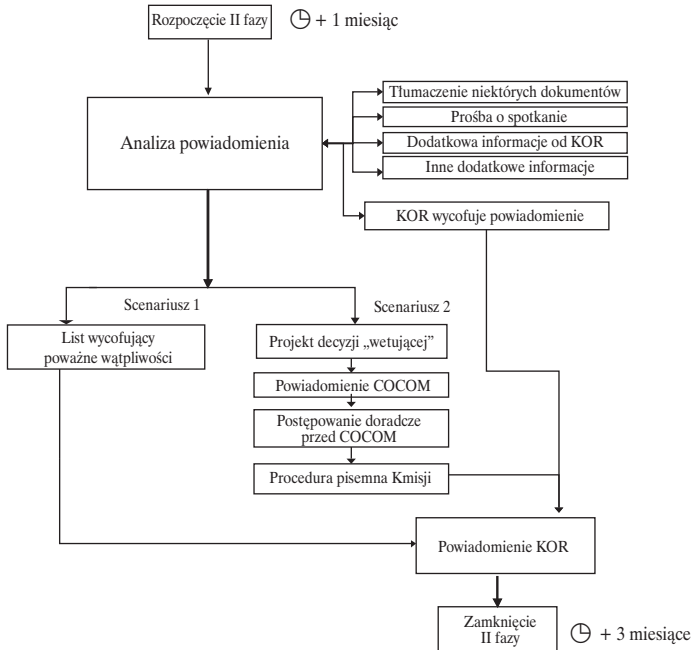 Rozpoczęcie II fazy
+ 1 miesiąc
Analiza powiadomienia
Tłumaczenie niektórych dokumentów
Prośba o spotkanie
Dodatkowa informacje od KOR
Inne dodatkowe informacje
KOR wycofuje powiadomienie
Scenariusz 1
Scenariusz 2
List wycofujący
poważne wątpliwości
Projekt decyzji „wetującej”
Powiadomienie COCOM
Postępowanie doradcze
przed COCOM
Procedura pisemna Kmisji
Powiadomienie KOR
Zamknięcie
II fazy
+ 3 miesiące